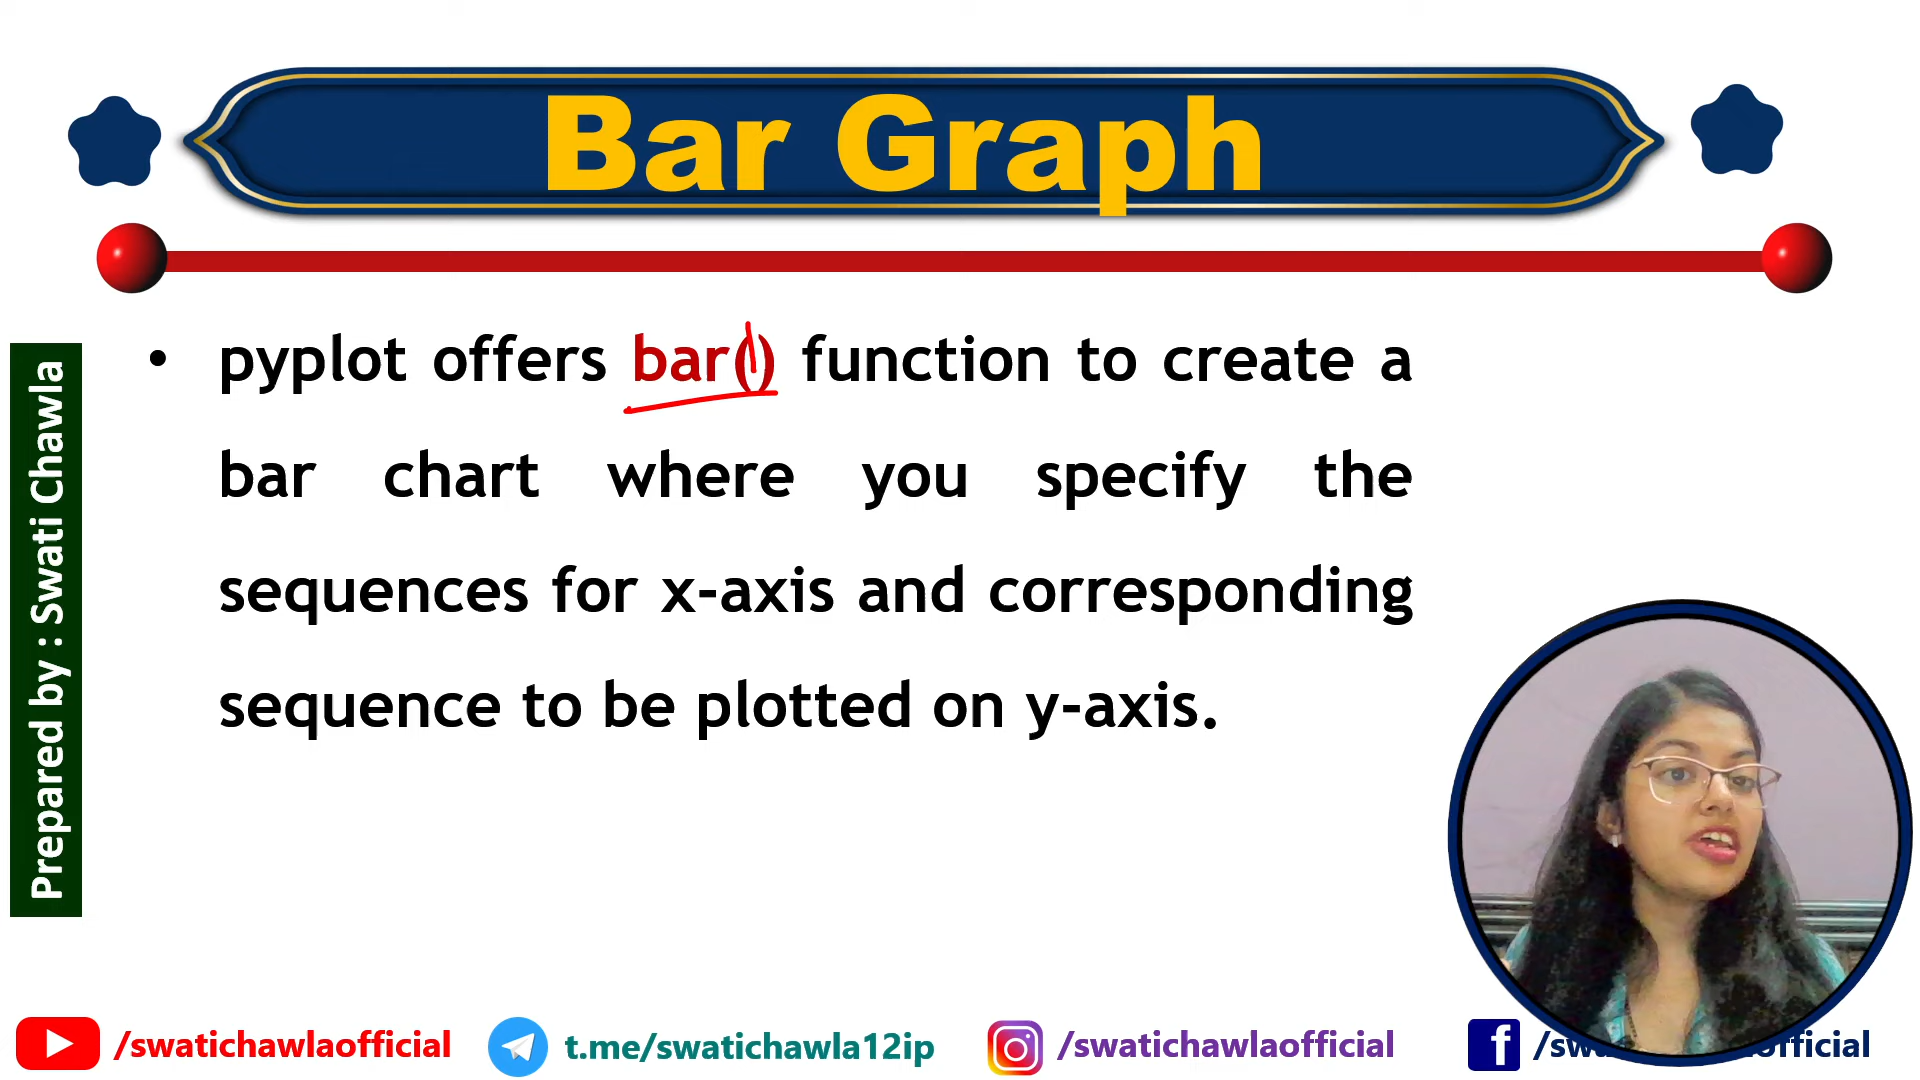 Bar Graph
• pyplot offers bar() function to create a
bar chart where you specify the
sequences for x-axis and corresponding
sequence to be plotted on y-axis.
Prepared by : Swati Chawla
/swatichawlaofficial
t.me/swatichawla12ip
/swatichawlaofficial